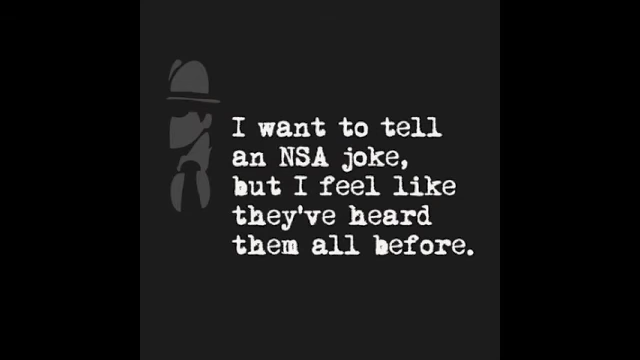 I want to tell
an NSA joke,
but I feel like
they've heard
them all before.